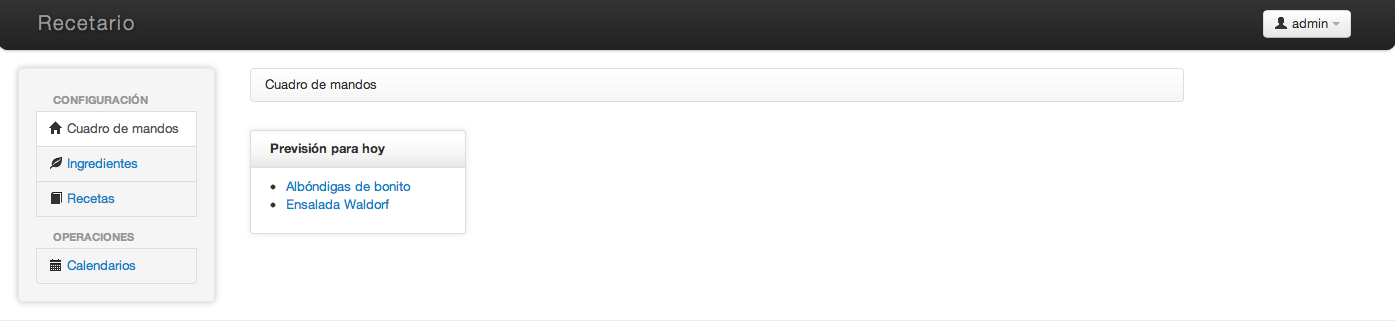 Recetario
admin
CONFIGURACIÓN
Cuadro de mandos
Ingredientes
Recetas
OPERACIONES
Calendarios
Cuadro de mandos
Previsión para hoy
Albóndigas de bonito
Ensalada Waldorf